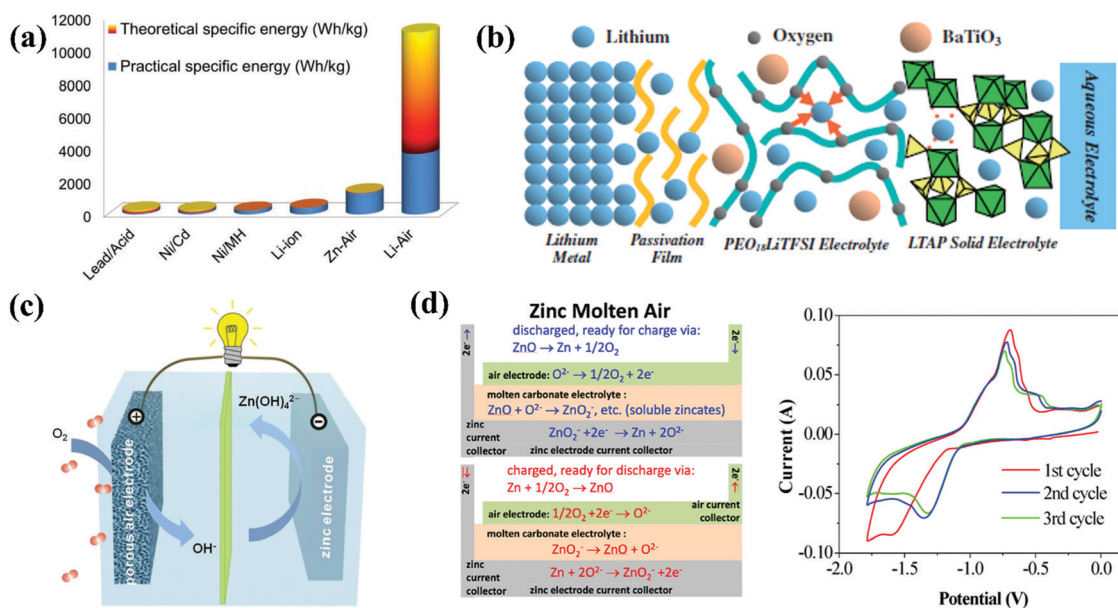 (a)
12000
10000
8000
6000
4000
2000
0
Theoretical specific energy (Wh/kg)
Practical specific energy (Wh/kg)
Lead/Acid
Ni/Cd
Ni/MH
Li-ion
Zn-Air
Li-Air
(b)
Lithium
Oxygen
BaTiO3
Lithium Metal
Passivation Film
PEO18LiTFSI Electrolyte
LTAP Solid Electrolyte
Aqueous Electrolyte
(c)
Zn(OH)4^2-
+
−
O2
OH-
porous air electrode
zinc electrode
(d)
Zinc Molten Air
2e- →
discharged, ready for charge via:
ZnO → Zn + 1/2O2
2e- →
air electrode: O2- → 1/2O2 + 2e-
molten carbonate electrolyte :
ZnO + O2- → ZnO2-, etc. (soluble zincates)
zinc current collector
ZnO2- +2e- → Zn + 2O2-
zinc electrode current collector
2e- ←
charged, ready for discharge via:
Zn + 1/2O2 → ZnO
2e- ←
air electrode: 1/2O2 +2e- → O2-
air current collector
molten carbonate electrolyte :
ZnO2- → ZnO + O2-
zinc current collector
Zn + 2O2- → ZnO2- +2e-
zinc electrode current collector
Current (A)
0.10
0.05
0.00
-0.05
-0.10
1st cycle
2nd cycle
3rd cycle
-2.0
-1.5
-1.0
-0.5
0.0
Potential (V)